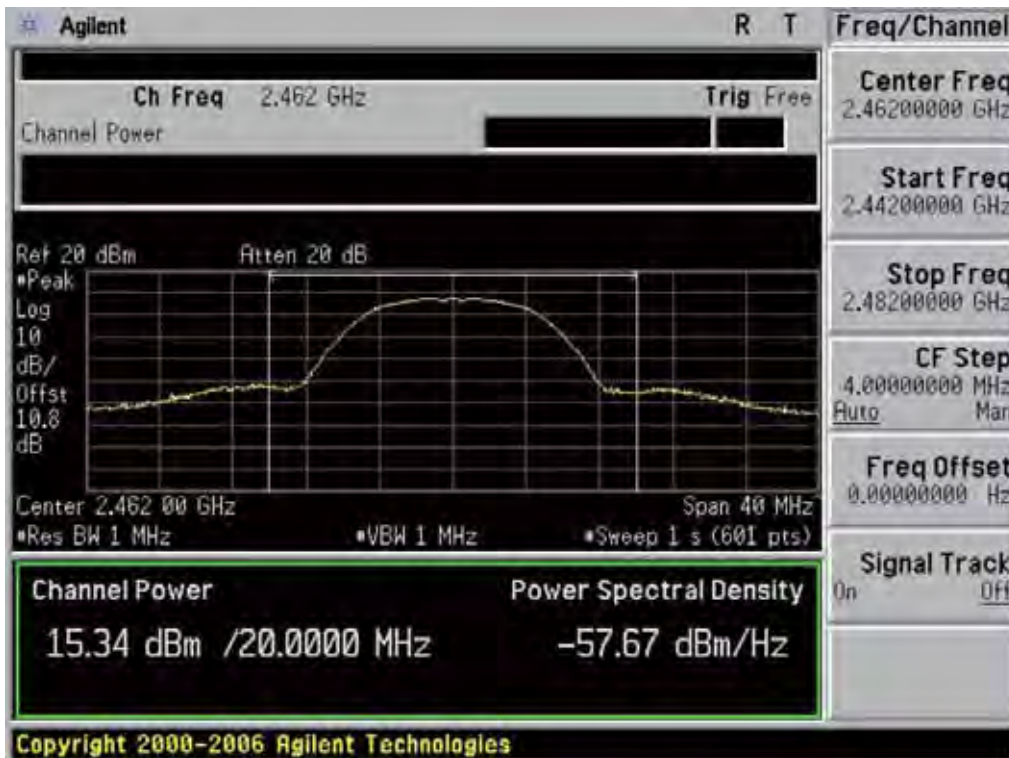 Agilent
R T
Freq/Channel
Ch Freq 2.462 GHz
Trig Free
Channel Power
Center Freq
2.46200000 GHz
Start Freq
2.44200000 GHz
Stop Freq
2.48200000 GHz
CF Step
4.00000000 MHz
Auto Man
Freq Offset
0.00000000 Hz
Signal Track
On Off
Ref 20 dBm
Atten 20 dB
#Peak
Log
10
dB/
Offst
10.8
dB
Center 2.462 00 GHz
Span 40 MHz
#Res BW 1 MHz
#VBW 1 MHz
#Sweep 1 s (601 pts)
Channel Power
Power Spectral Density
15.34 dBm /20.0000 MHz
-57.67 dBm/Hz
Copyright 2000-2006 Agilent Technologies